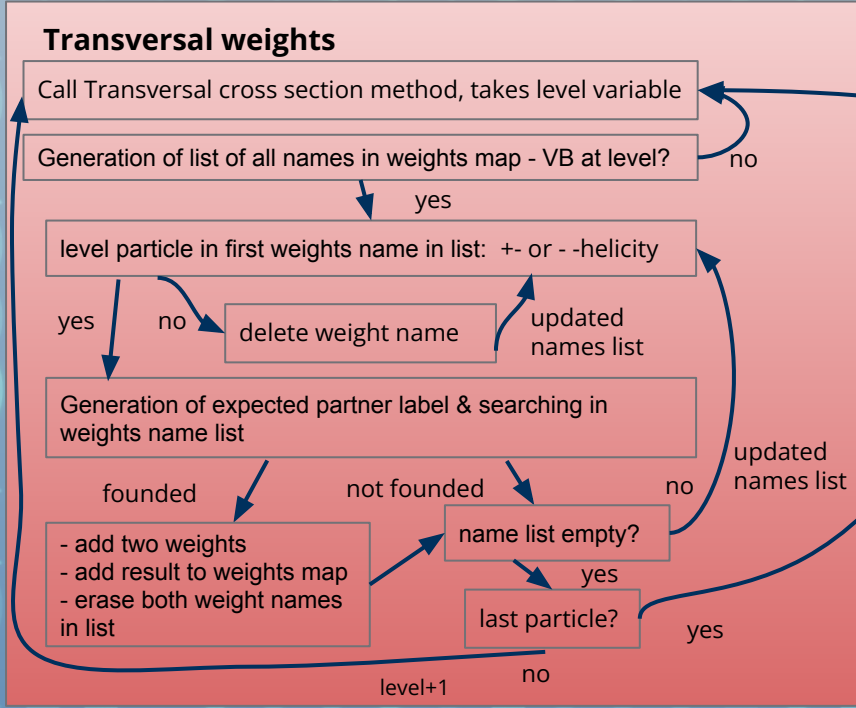 Transversal weights
Call Transversal cross section method, takes level variable
Generation of list of all names in weights map - VB at level?
no
yes
level particle in first weights name in list: +- or - -helicity
yes
no
delete weight name
updated
names list
Generation of expected partner label & searching in
weights name list
founded
not founded
no
updated
names list
- add two weights
- add result to weights map
- erase both weight names
in list
name list empty?
yes
last particle?
yes
no
level+1